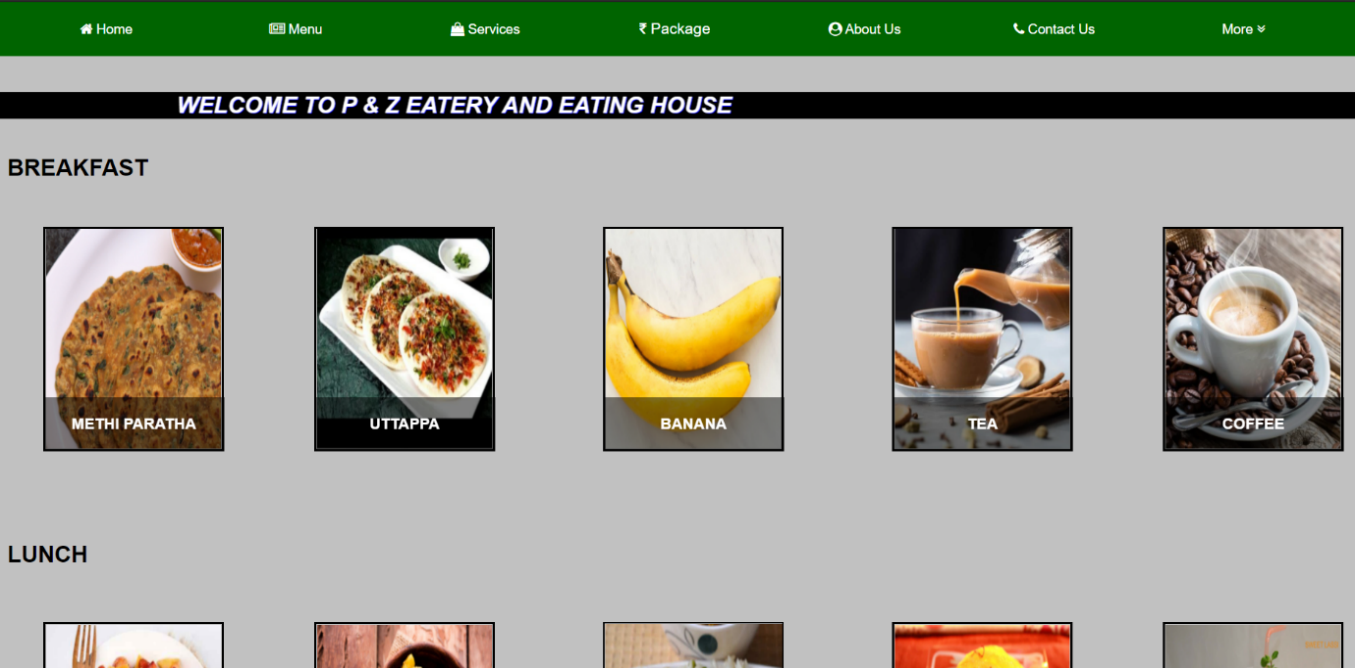 Home Menu Services ₹ Package About Us Contact Us More
WELCOME TO P & Z EATERY AND EATING HOUSE
BREAKFAST
METHI PARATHA UTTAPPA BANANA TEA COFFEE
LUNCH